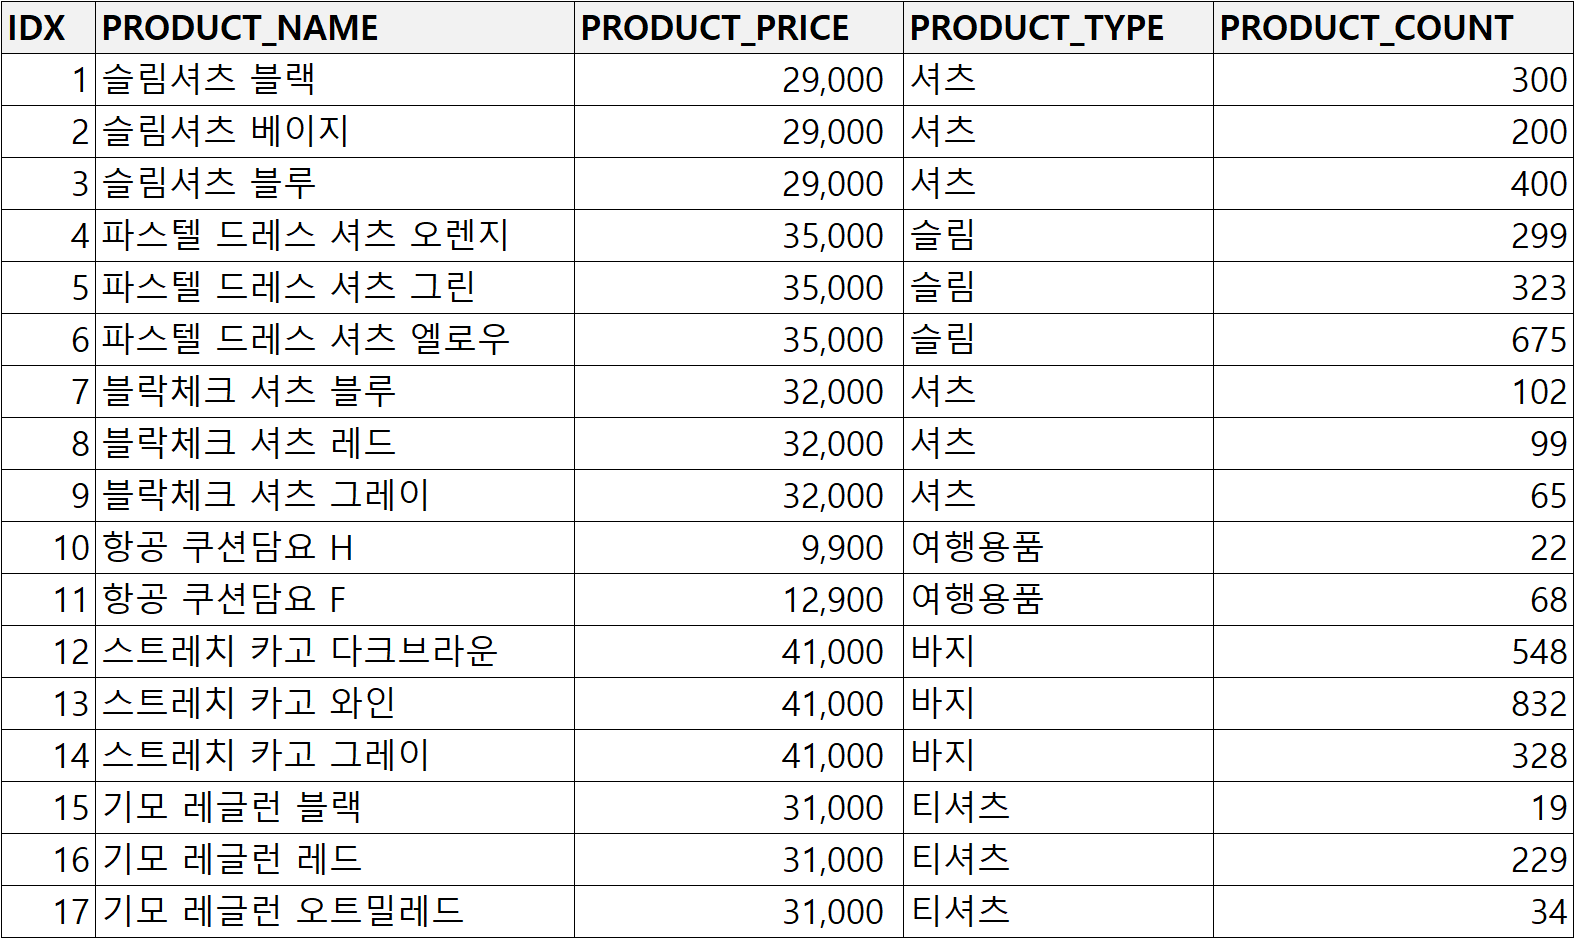 IDX PRODUCT_NAME PRODUCT_PRICE PRODUCT_TYPE PRODUCT_COUNT
1 슬림셔츠 블랙 29,000 셔츠 300
2 슬림셔츠 베이지 29,000 셔츠 200
3 슬림셔츠 블루 29,000 셔츠 400
4 파스텔 드레스 셔츠 오렌지 35,000 슬림 299
5 파스텔 드레스 셔츠 그린 35,000 슬림 323
6 파스텔 드레스 셔츠 엘로우 35,000 슬림 675
7 블락체크 셔츠 블루 32,000 셔츠 102
8 블락체크 셔츠 레드 32,000 셔츠 99
9 블락체크 셔츠 그레이 32,000 셔츠 65
10 항공 쿠션담요 H 9,900 여행용품 22
11 항공 쿠션담요 F 12,900 여행용품 68
12 스트레치 카고 다크브라운 41,000 바지 548
13 스트레치 카고 와인 41,000 바지 832
14 스트레치 카고 그레이 41,000 바지 328
15 기모 레글런 블랙 31,000 티셔츠 19
16 기모 레글런 레드 31,000 티셔츠 229
17 기모 레글런 오트밀레드 31,000 티셔츠 34